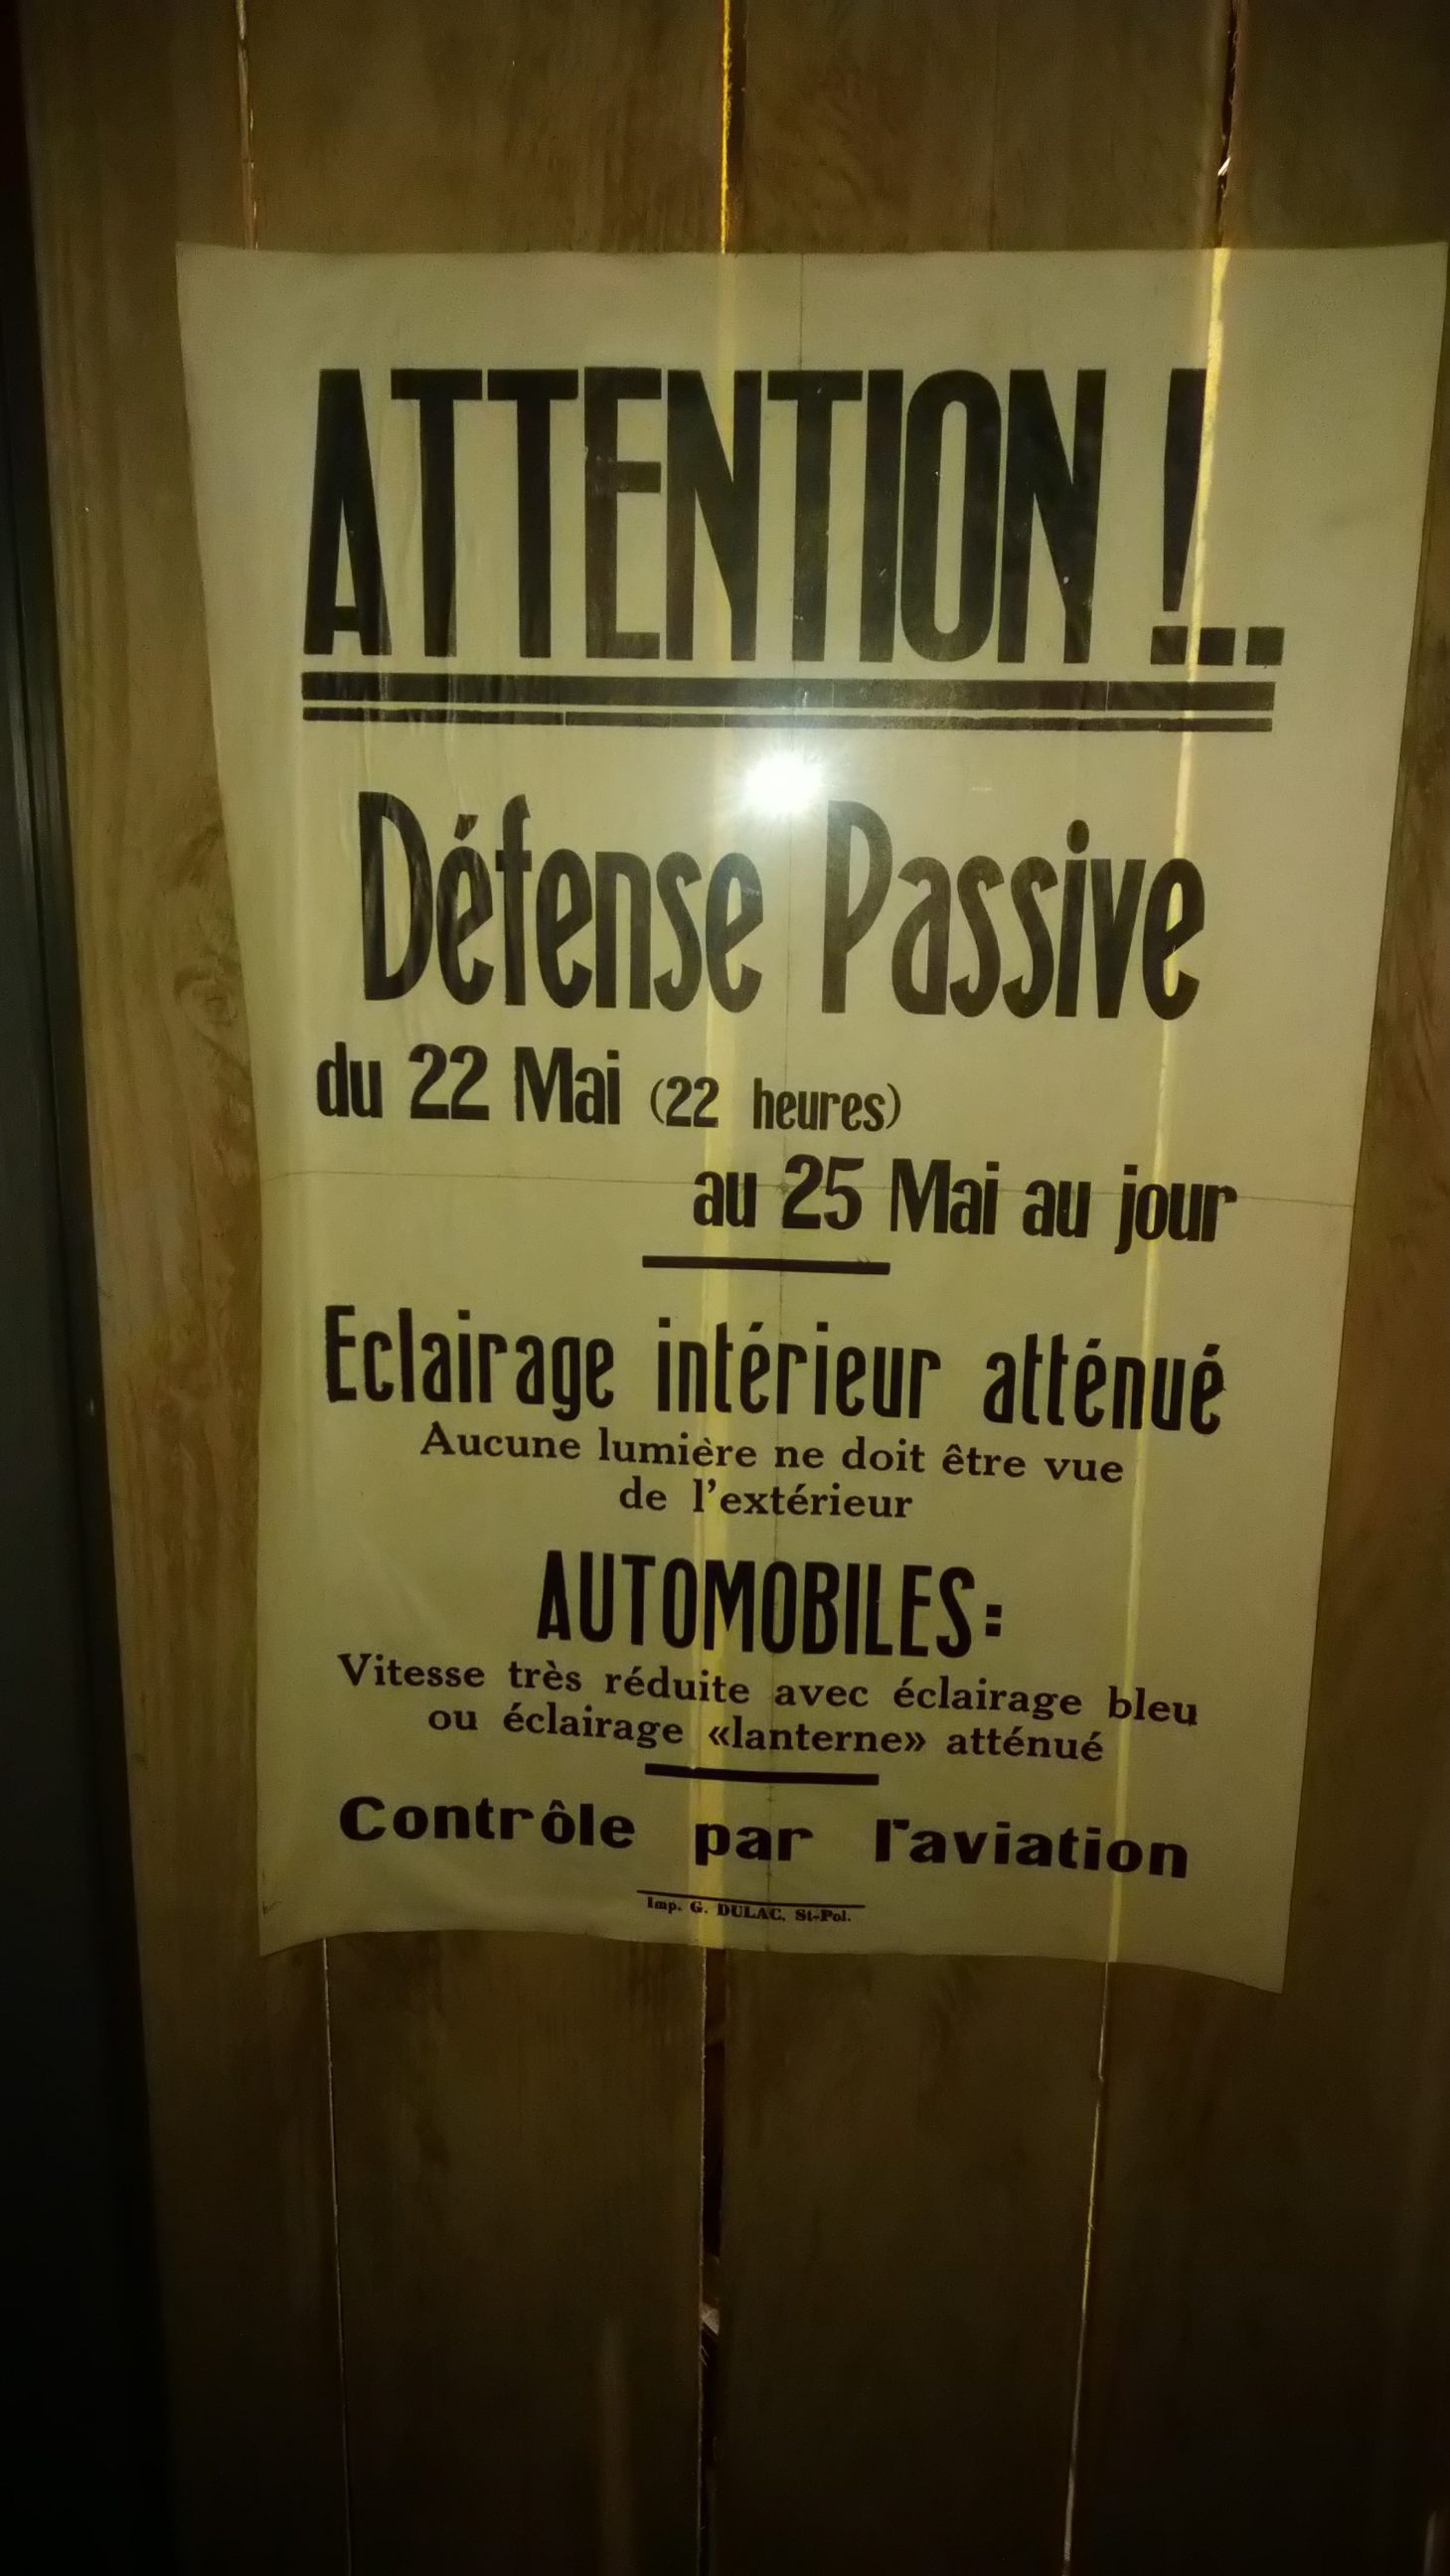 ATTENTION !..
Défense Passive
du 22 Mai (22 heures)
au 25 Mai au jour
Eclairage intérieur atténué
Aucune lumière ne doit être vue
de l'extérieur
AUTOMOBILES :
Vitesse très réduite avec éclairage bleu
ou éclairage «lanterne» atténué
Contrôle par l'aviation
Imp. G. DULAC, St-Pol.